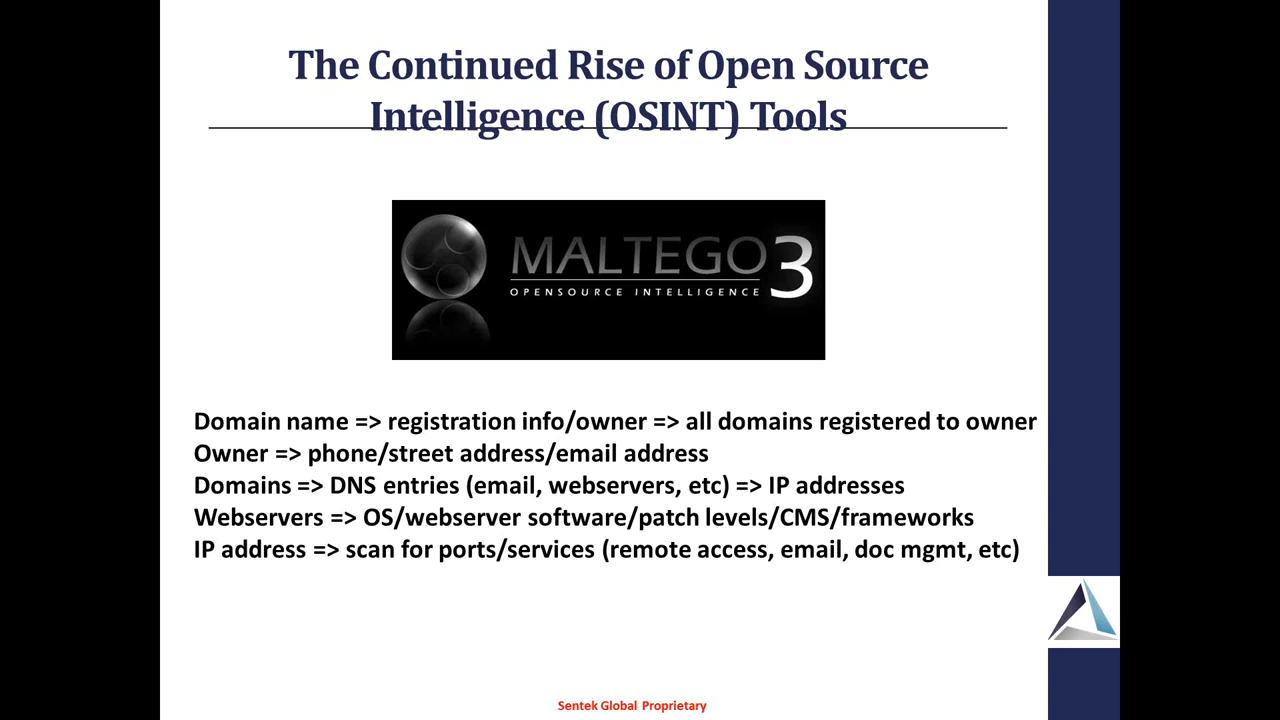 The Continued Rise of Open Source
Intelligence (OSINT) Tools
MALTEGO 3
OPENSOURCE INTELLIGENCE
Domain name => registration info/owner => all domains registered to owner
Owner => phone/street address/email address
Domains => DNS entries (email, webservers, etc) => IP addresses
Webservers => OS/webserver software/patch levels/CMS/frameworks
IP address => scan for ports/services (remote access, email, doc mgmt, etc)
Sentek Global Proprietary